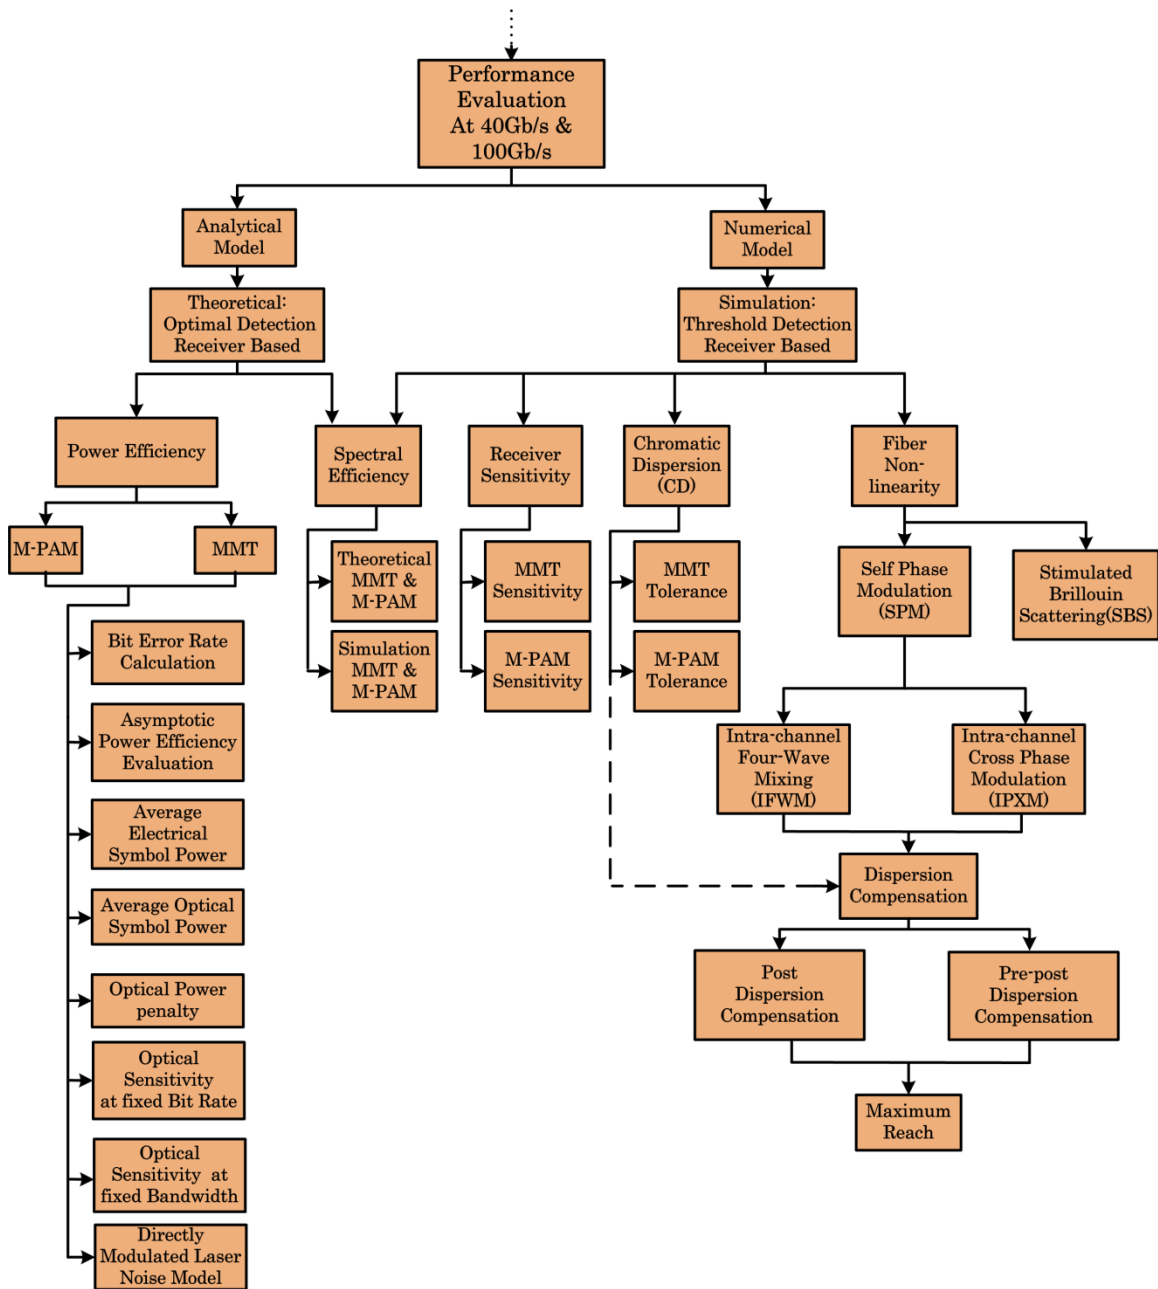 Performance
Evaluation
At 40Gb/s &
100Gb/s
Analytical
Model
Numerical
Model
Theoretical:
Optimal Detection
Receiver Based
Simulation:
Threshold Detection
Receiver Based
Power Efficiency
Spectral
Efficiency
Receiver
Sensitivity
Chromatic
Dispersion
(CD)
Fiber
Non-
linearity
M-PAM
MMT
Theoretical
MMT &
M-PAM
Simulation
MMT &
M-PAM
MMT
Sensitivity
M-PAM
Sensitivity
MMT
Tolerance
M-PAM
Tolerance
Self Phase
Modulation
(SPM)
Stimulated
Brillouin
Scattering(SBS)
Bit Error Rate
Calculation
Asymptotic
Power Efficiency
Evaluation
Average
Electrical
Symbol Power
Average Optical
Symbol Power
Optical Power
penalty
Optical
Sensitivity
at fixed Bit Rate
Optical
Sensitivity at
fixed Bandwidth
Directly
Modulated Laser
Noise Model
Intra-channel
Four-Wave
Mixing
(IFWM)
Intra-channel
Cross Phase
Modulation
(IPXM)
Dispersion
Compensation
Post
Dispersion
Compensation
Pre-post
Dispersion
Compensation
Maximum
Reach